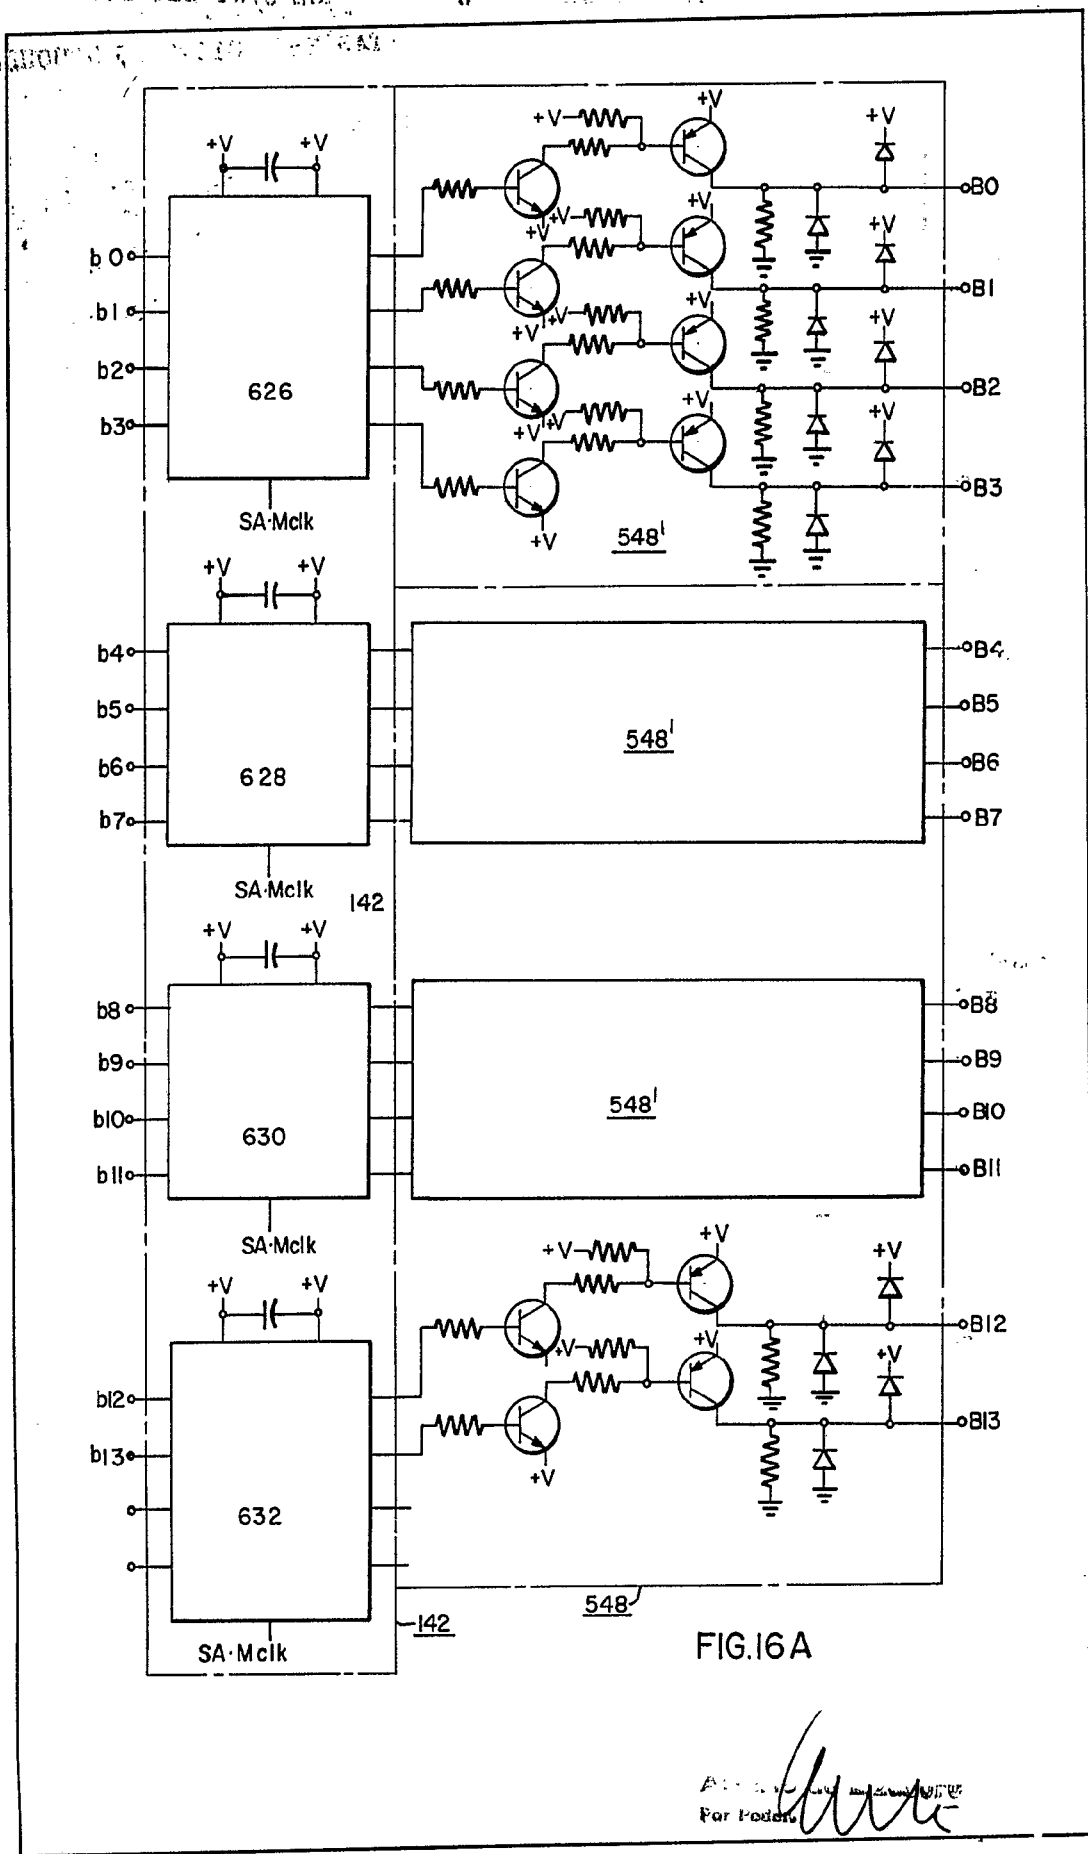 +V +V
+V +V +V
b0 B0
+V +V +V +V
b1 B1
+V +V +V +V
b2 626 B2
+V +V +V +V
b3 B3
SA·Mclk +V 548'
+V +V
b4 B4
b5 548' B5
b6 628 B6
b7 B7
SA·Mclk 142
+V +V
b8 B8
b9 B9
b10 630 548' B10
b11 B11
SA·Mclk
+V +V +V
+V +V
B12
+V +V +V
b12 B13
b13 +V
632
548
142
SA·Mclk
FIG.16A
For Poder